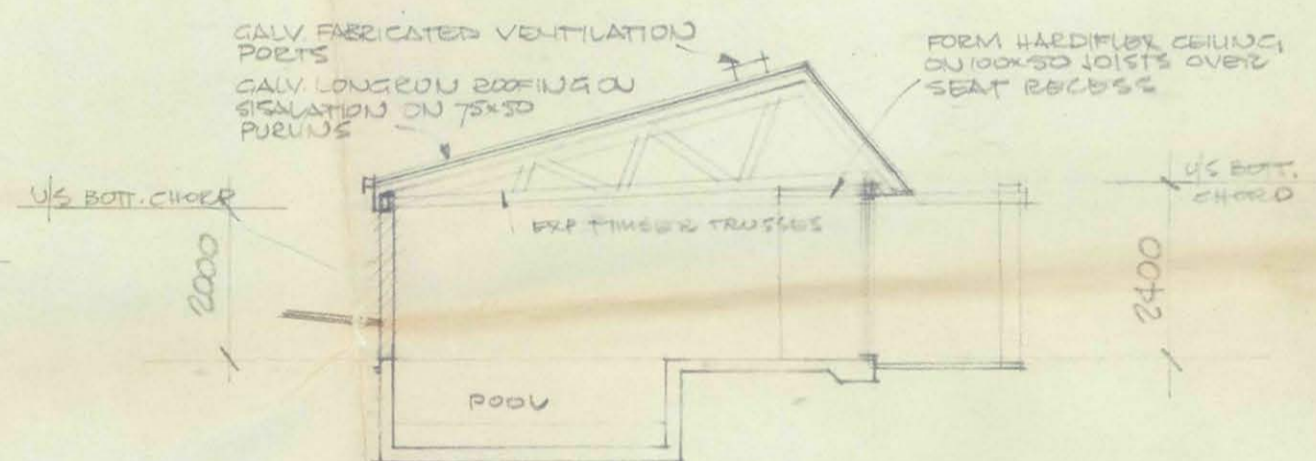 GALV. FABRICATED VENTILATION
PORTS
GALV. LONGRUN ROOFING ON
SISALATION ON 75x50
PURLINS
FORM HARDIFLEX CEILING
ON 100x50 JOISTS OVER
SEAT RECESS
U/S BOTT. CHORD
U/S BOTT.
CHORD
EXP TIMBER TRUSSES
2000
2400
POOL